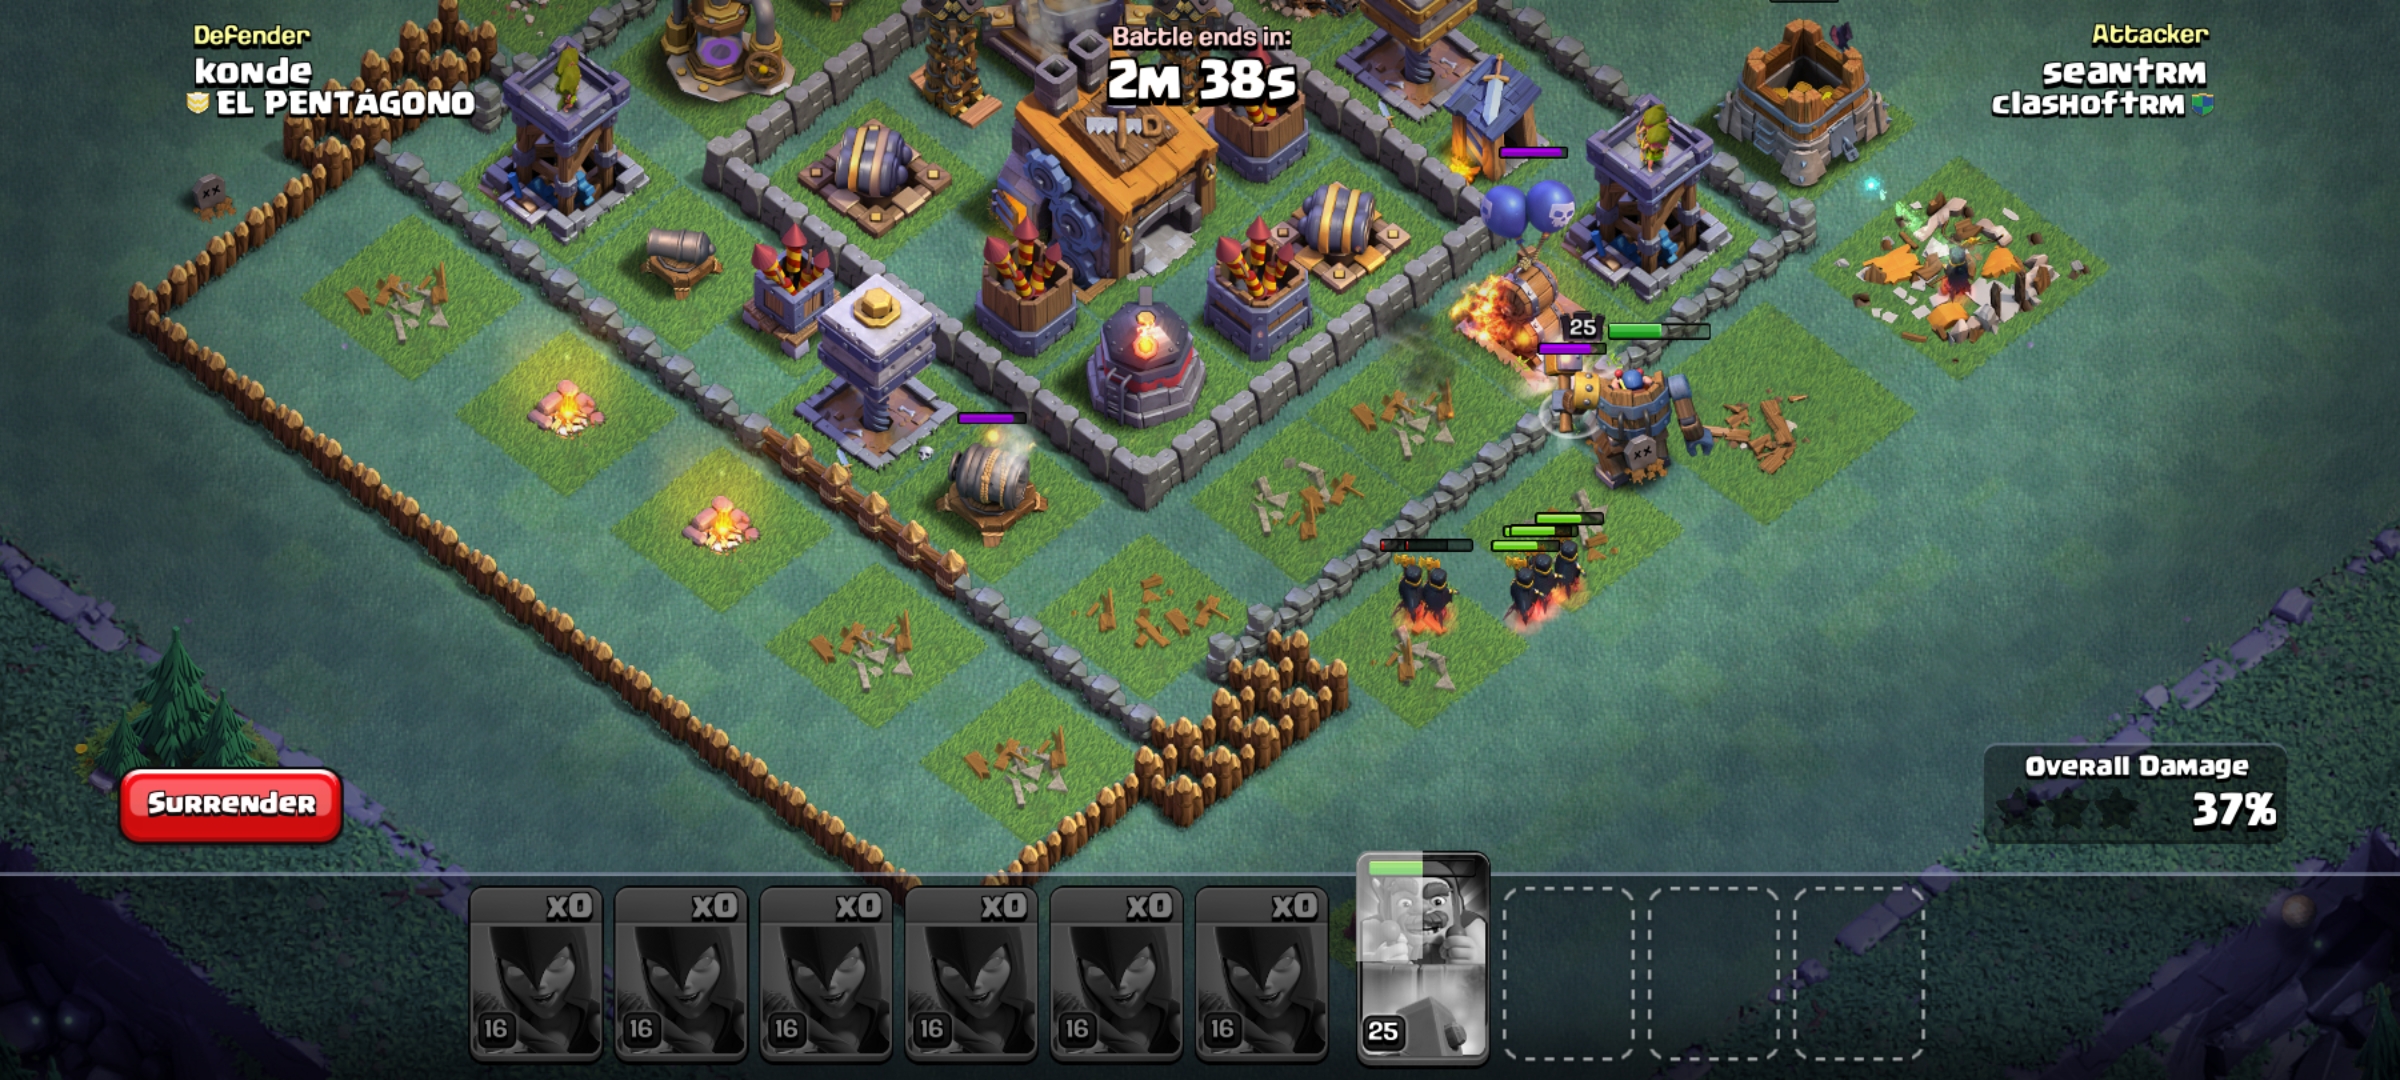 Defender
konde
EL PENTÁGONO
Battle ends in:
2M 38s
Attacker
seantrm
clashoftrm
25
Surrender
Overall Damage
37%
x0
x0
x0
x0
x0
x0
16
16
16
16
16
16
25